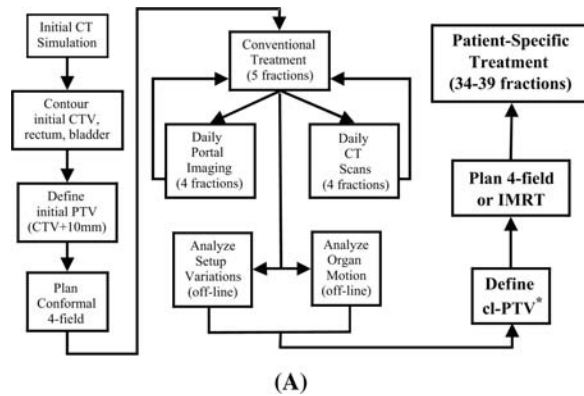 Initial CT
Simulation
Contour
initial CTV,
rectum, bladder
Define
initial PTV
(CTV+10mm)
Plan
Conformal
4-field
Conventional
Treatment
(5 fractions)
Daily
Portal
Imaging
(4 fractions)
Daily
CT
Scans
(4 fractions)
Analyze
Setup
Variations
(off-line)
Analyze
Organ
Motion
(off-line)
Patient-Specific
Treatment
(34-39 fractions)
Plan 4-field
or IMRT
Define
cl-PTV*
(A)